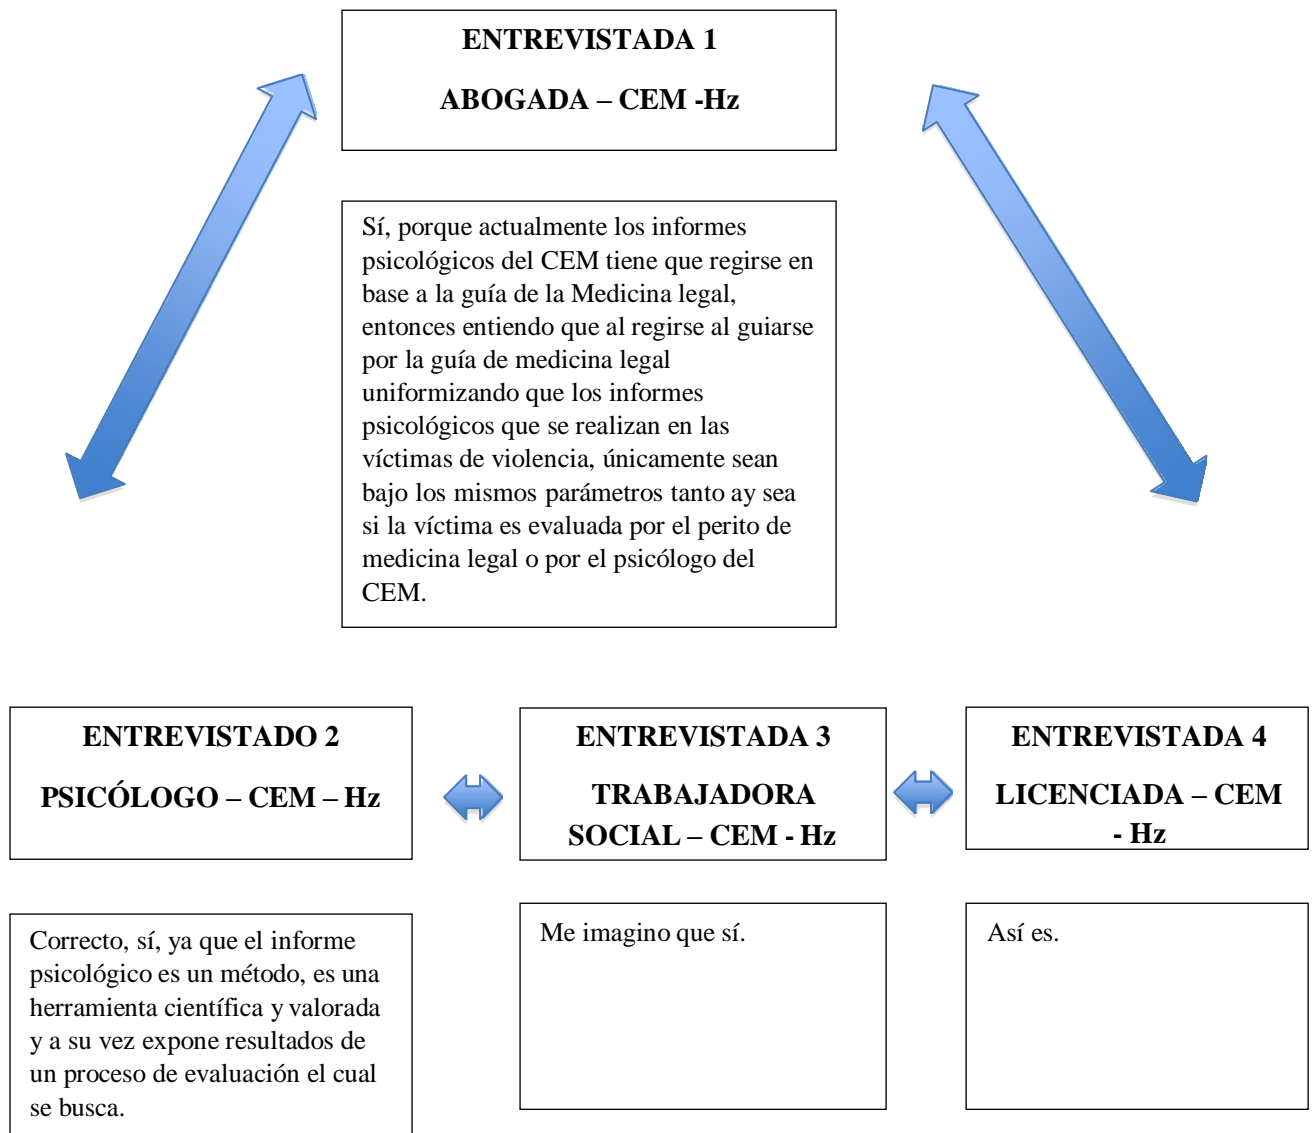 ENTREVISTADA 1
ABOGADA – CEM -Hz
Sí, porque actualmente los informes
psicológicos del CEM tiene que regirse en
base a la guía de la Medicina legal,
entonces entiendo que al regirse al guiarse
por la guía de medicina legal
uniformizando que los informes
psicológicos que se realizan en las
víctimas de violencia, únicamente sean
bajo los mismos parámetros tanto ay sea
si la víctima es evaluada por el perito de
medicina legal o por el psicólogo del
CEM.
ENTREVISTADO 2
PSICÓLOGO – CEM – Hz
Correcto, sí, ya que el informe
psicológico es un método, es una
herramienta científica y valorada
y a su vez expone resultados de
un proceso de evaluación el cual
se busca.
ENTREVISTADA 3
TRABAJADORA
SOCIAL – CEM - Hz
Me imagino que sí.
ENTREVISTADA 4
LICENCIADA – CEM
- Hz
Así es.